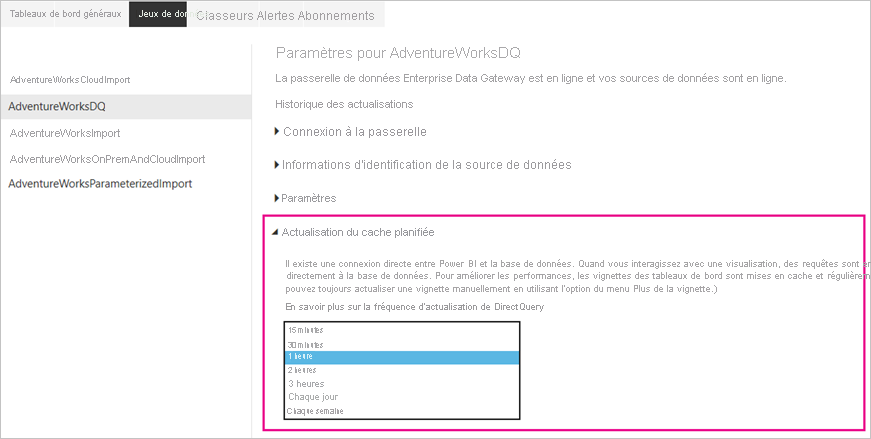 Tableaux de bord généraux Jeux de don Classeurs Alertes Abonnements
Paramètres pour AdventureWorksDQ
La passerelle de données Enterprise Data Gateway est en ligne et vos sources de données sont en ligne.
Historique des actualisations
AdventureWorksCloudImport
AdventureWorksDQ
AdventureWorksImport
AdventureWorksOnPremAndCloudImport
AdventureWorksParameterizedImport
Connexion à la passerelle
Informations d'identification de la source de données
Paramètres
Actualisation du cache planifiée
Il existe une connexion directe entre Power BI et la base de données. Quand vous interagissez avec une visualisation, des requêtes sont en
directement à la base de données. Pour améliorer les performances, les vignettes des tableaux de bord sont mises en cache et régulière
pouvez toujours actualiser une vignette manuellement en utilisant l'option du menu Plus de la vignette.)
En savoir plus sur la fréquence d'actualisation de DirectQuery
15 minutes
30 minutes
1 heure
2 heures
3 heures
Chaque jour
Chaque semaine